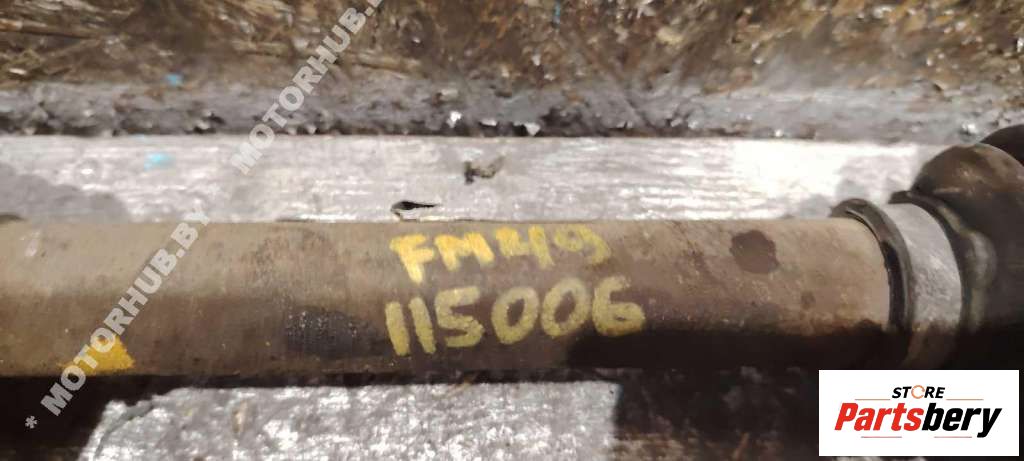 MOTORHUB.BY
* MOTORHUB.BY
FM49
115006
STORE
Partsbery